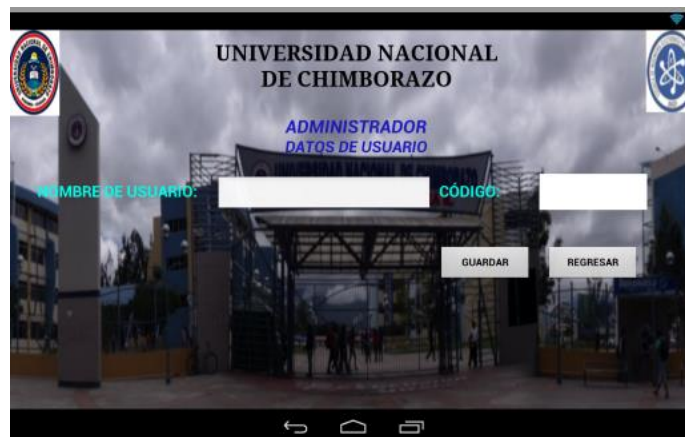 UNIVERSIDAD NACIONAL
DE CHIMBORAZO
ADMINISTRADOR
DATOS DE USUARIO
NOMBRE DE USUARIO:
CÓDIGO:
GUARDAR
REGRESAR